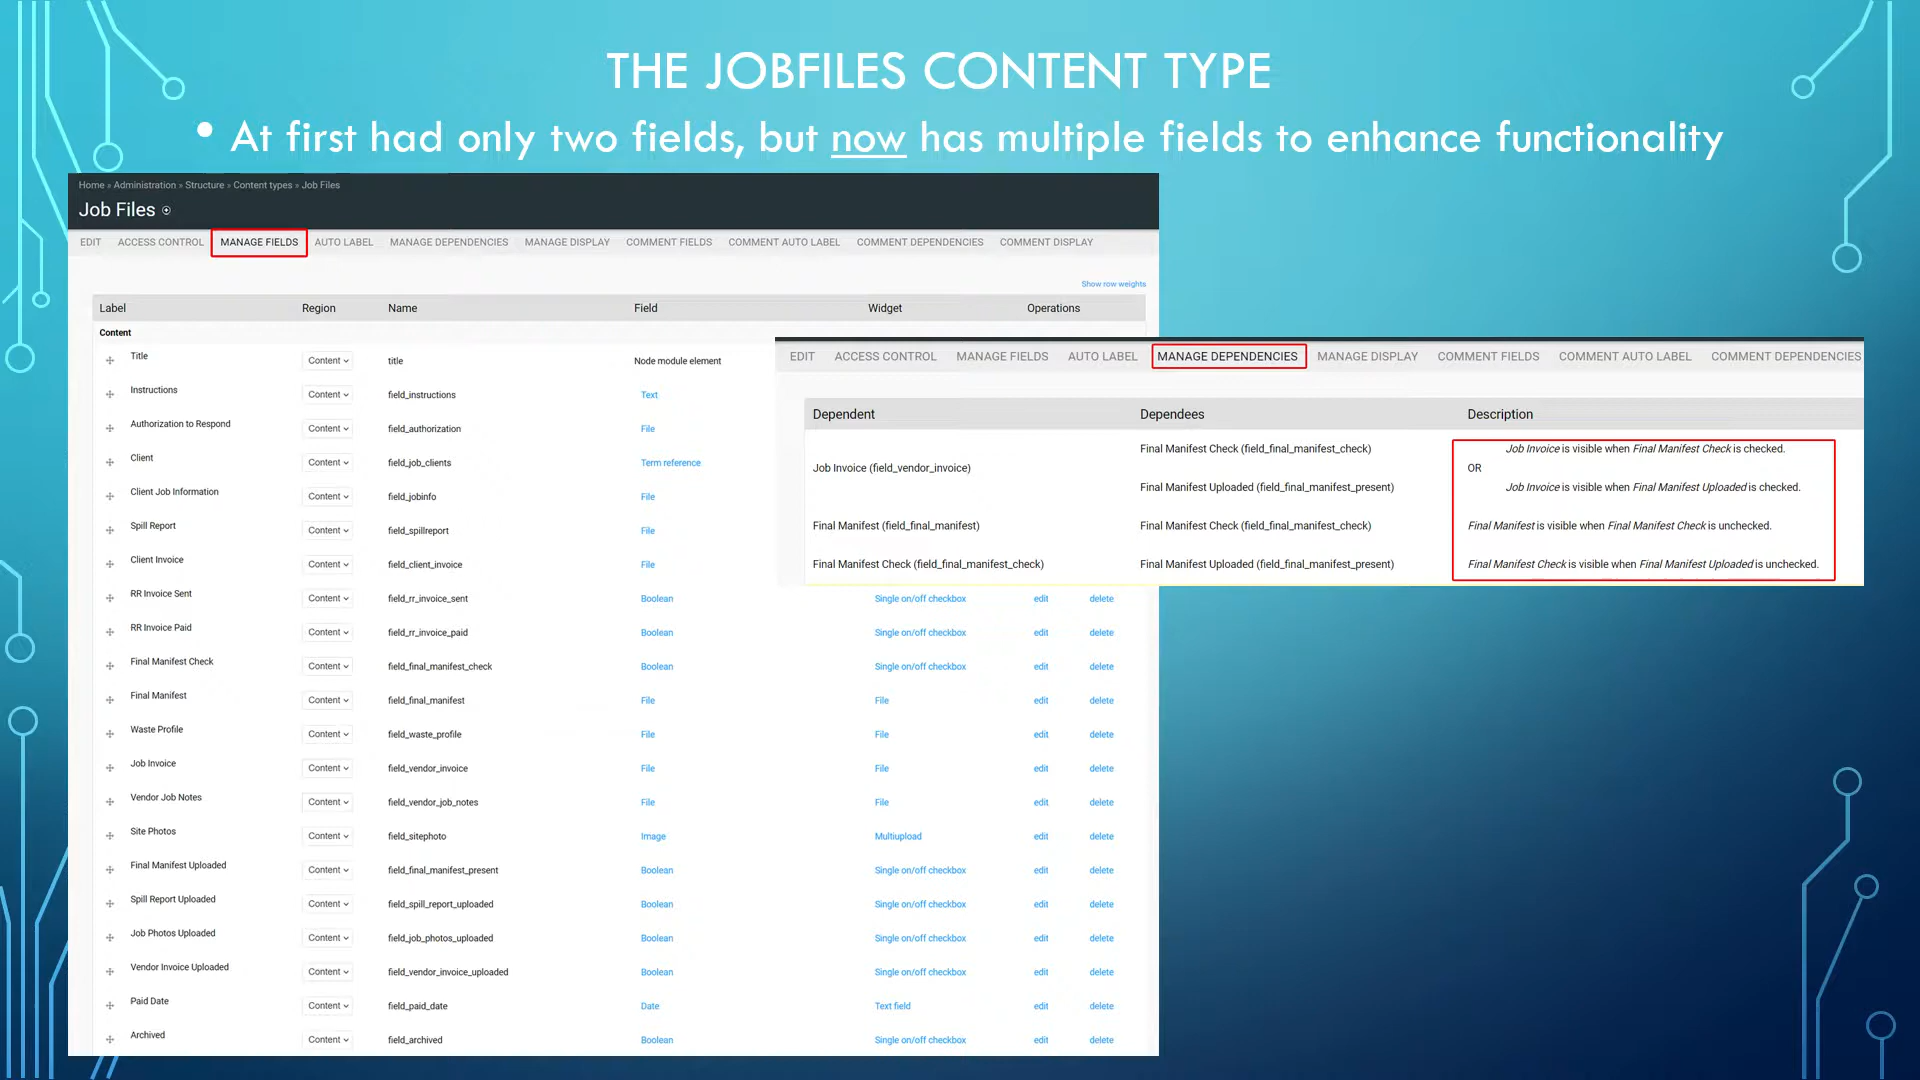 THE JOBFILES CONTENT TYPE
• At first had only two fields, but now has multiple fields to enhance functionality
Home » Administration » Structure » Content types » Job Files
Job Files
EDIT ACCESS CONTROL MANAGE FIELDS AUTO LABEL MANAGE DEPENDENCIES MANAGE DISPLAY COMMENT FIELDS COMMENT AUTO LABEL COMMENT DEPENDENCIES COMMENT DISPLAY
Show row weights
Label Region Name Field Widget Operations
Content
Title Content title Node module element
Instructions Content field_instructions Text
Authorization to Respond Content field_authorization File
Client Content field_job_clients Term reference
Client Job Information Content field_jobinfo File
Spill Report Content field_spillreport File
Client Invoice Content field_client_invoice File
RR Invoice Sent Content field_rr_invoice_sent Boolean Single on/off checkbox edit delete
RR Invoice Paid Content field_rr_invoice_paid Boolean Single on/off checkbox edit delete
Final Manifest Check Content field_final_manifest_check Boolean Single on/off checkbox edit delete
Final Manifest Content field_final_manifest File File edit delete
Waste Profile Content field_waste_profile File File edit delete
Job Invoice Content field_vendor_invoice File File edit delete
Vendor Job Notes Content field_vendor_job_notes File File edit delete
Site Photos Content field_sitephoto Image Multiupload edit delete
Final Manifest Uploaded Content field_final_manifest_present Boolean Single on/off checkbox edit delete
Spill Report Uploaded Content field_spill_report_uploaded Boolean Single on/off checkbox edit delete
Job Photos Uploaded Content field_job_photos_uploaded Boolean Single on/off checkbox edit delete
Vendor Invoice Uploaded Content field_vendor_invoice_uploaded Boolean Single on/off checkbox edit delete
Paid Date Content field_paid_date Date Text field edit delete
Archived Content field_archived Boolean Single on/off checkbox edit delete
EDIT ACCESS CONTROL MANAGE FIELDS AUTO LABEL MANAGE DEPENDENCIES MANAGE DISPLAY COMMENT FIELDS COMMENT AUTO LABEL COMMENT DEPENDENCIES
Dependent Dependees Description
Final Manifest Check (field_final_manifest_check) Job Invoice is visible when Final Manifest Check is checked.
Job Invoice (field_vendor_invoice) OR
Final Manifest Uploaded (field_final_manifest_present) Job Invoice is visible when Final Manifest Uploaded is checked.
Final Manifest (field_final_manifest) Final Manifest Check (field_final_manifest_check) Final Manifest is visible when Final Manifest Check is unchecked.
Final Manifest Check (field_final_manifest_check) Final Manifest Uploaded (field_final_manifest_present) Final Manifest Check is visible when Final Manifest Uploaded is unchecked.